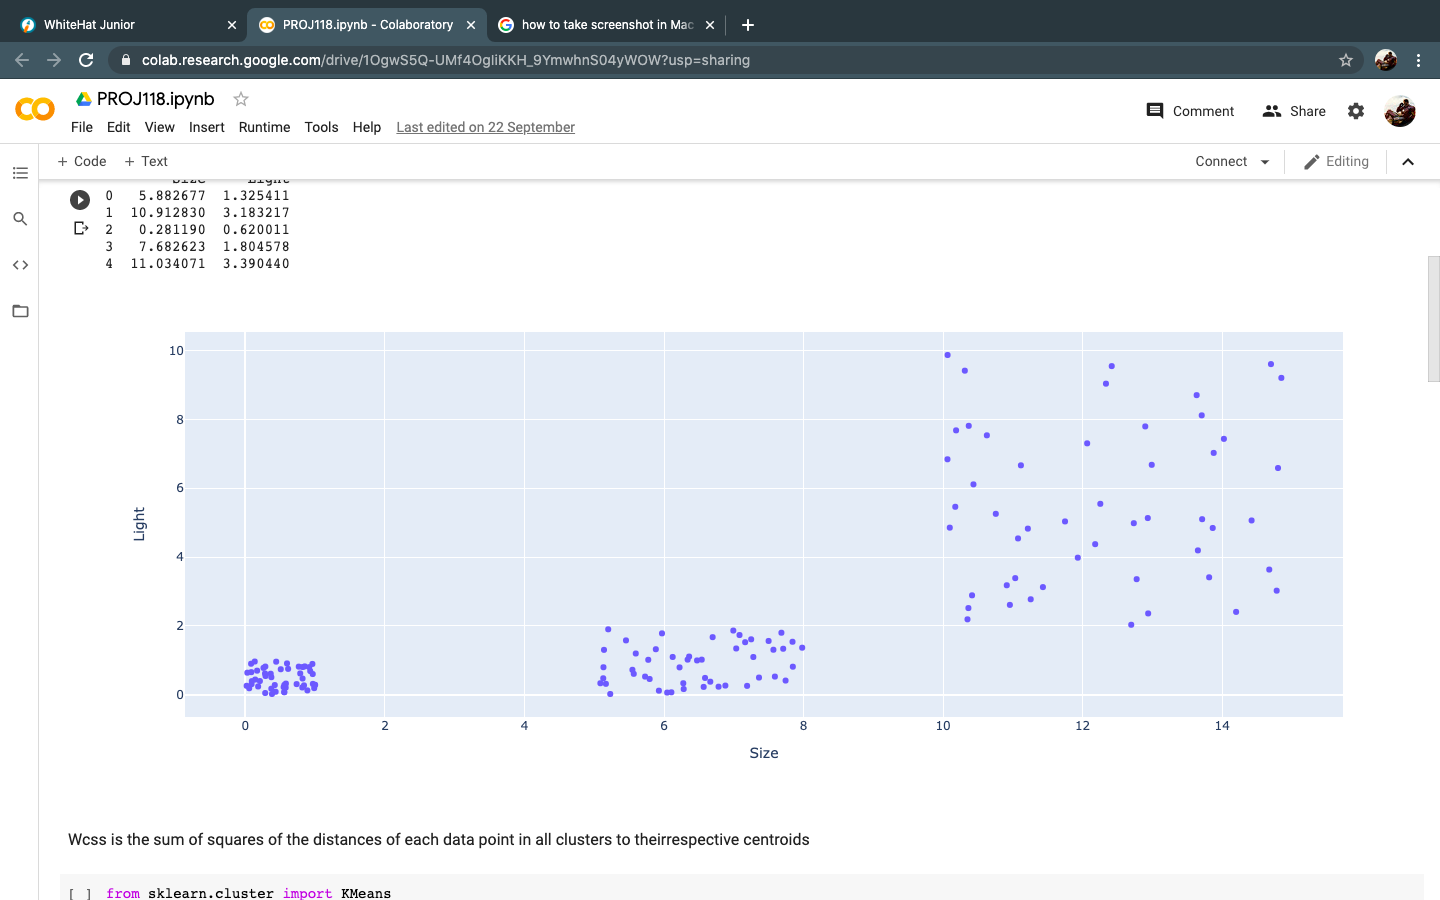 WhiteHat Junior
PROJ118.ipynb - Colaboratory
how to take screenshot in Mac
colab.research.google.com/drive/1OgwS5Q-UMf4OgliKKH_9YmwhnS04yWOW?usp=sharing
PROJ118.ipynb
File Edit View Insert Runtime Tools Help Last edited on 22 September
Comment Share
+ Code + Text
Connect Editing
Size Light
0 5.882677 1.325411
1 10.912830 3.183217
2 0.281190 0.620011
3 7.682623 1.804578
4 11.034071 3.390440
10
8
6
4
2
0
Light
0 2 4 6 8 10 12 14
Size
Wcss is the sum of squares of the distances of each data point in all clusters to theirrespective centroids
[ ] from sklearn.cluster import KMeans